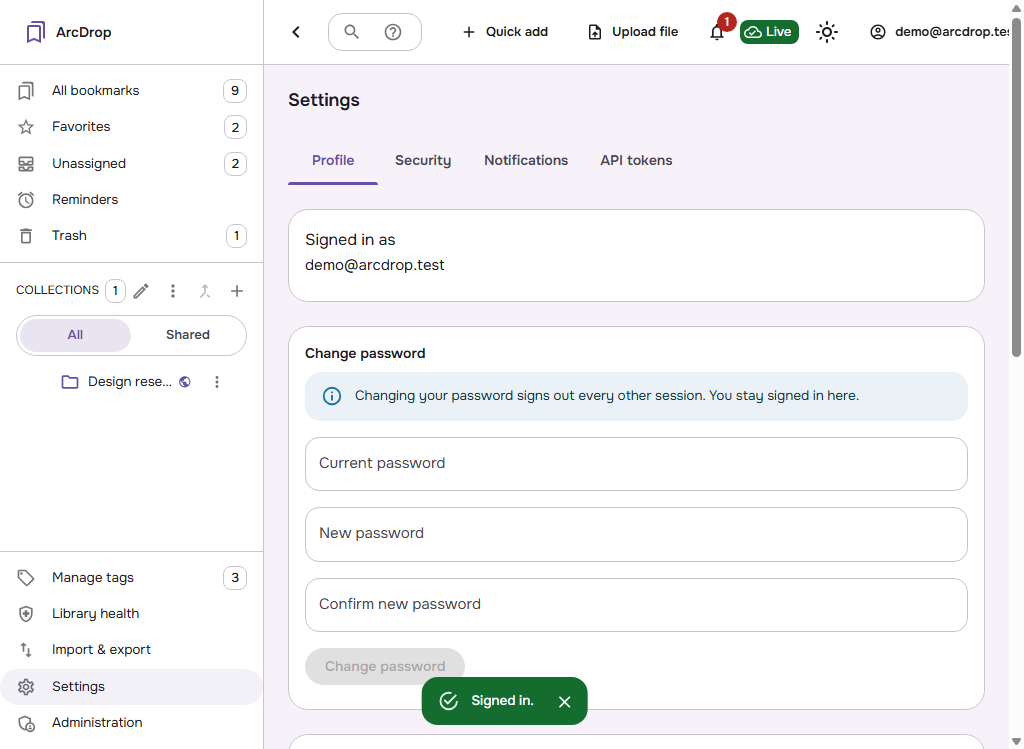 ArcDrop
Quick add
Upload file
1
Live
demo@arcdrop.tes
All bookmarks
9
Favorites
2
Unassigned
2
Reminders
Trash
1
COLLECTIONS
1
All
Shared
Design rese...
Manage tags
3
Library health
Import & export
Settings
Administration
Settings
Profile
Security
Notifications
API tokens
Signed in as
demo@arcdrop.test
Change password
Changing your password signs out every other session. You stay signed in here.
Current password
New password
Confirm new password
Change password
Signed in.